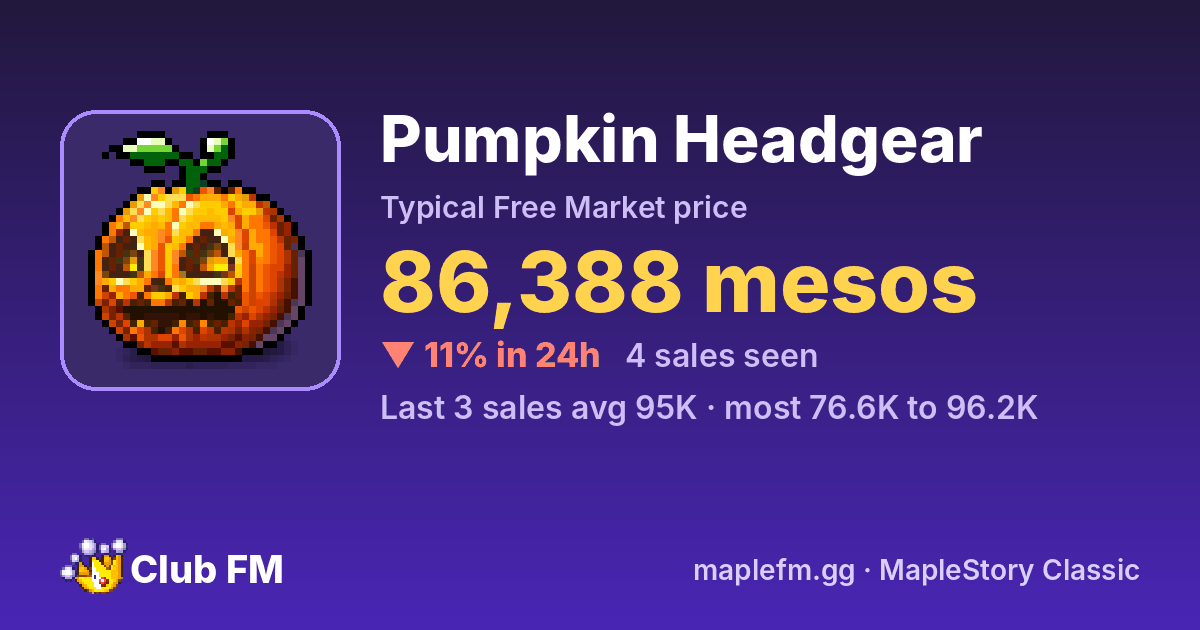 Pumpkin Headgear
Typical Free Market price
86,388 mesos
▼ 11% in 24h 4 sales seen
Last 3 sales avg 95K · most 76.6K to 96.2K
Club FM
maplefm.gg · MapleStory Classic